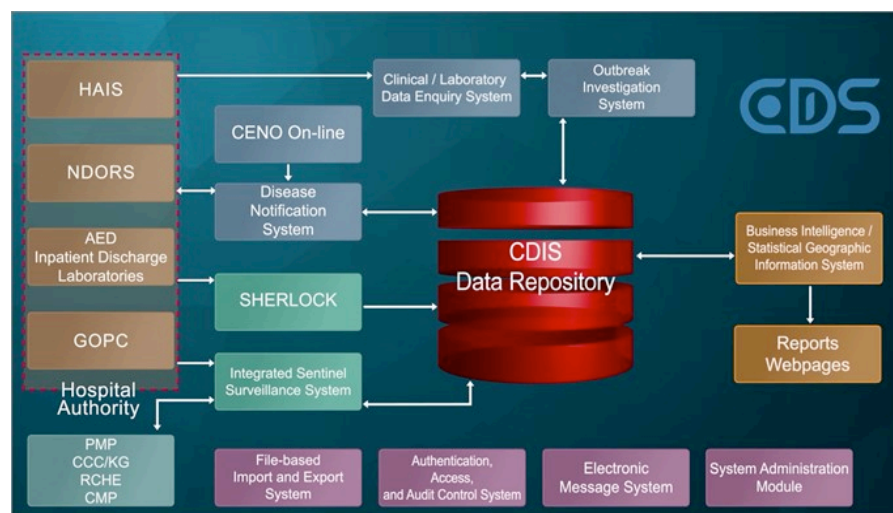 HAIS
Clinical / Laboratory
Data Enquiry System
Outbreak
Investigation
System
CDIS
CENO On-line
NDORS
Disease
Notification
System
AED
Inpatient Discharge
Laboratories
SHERLOCK
CDIS
Data Repository
Business Intelligence /
Statistical Geographic
Information System
GOPC
Integrated Sentinel
Surveillance System
Reports
Webpages
Hospital
Authority
PMP
CCC/KG
RCHE
CMP
File-based
Import and Export
System
Authentication,
Access,
and Audit Control System
Electronic
Message System
System Administration
Module